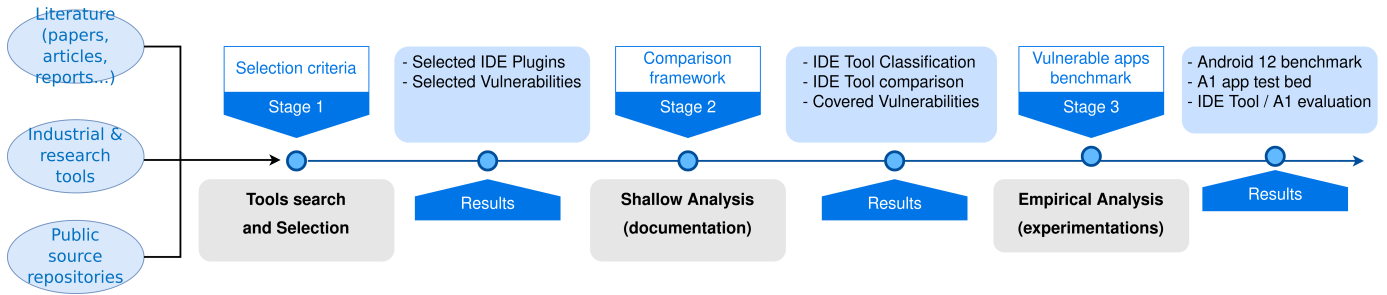 Literature
(papers,
articles,
reports...)
Industrial &
research
tools
Public
source
repositories
Selection criteria
Stage 1
Tools search
and Selection
- Selected IDE Plugins
- Selected Vulnerabilities
Results
Comparison
framework
Stage 2
Shallow Analysis
(documentation)
- IDE Tool Classification
- IDE Tool comparison
- Covered Vulnerabilities
Results
Vulnerable apps
benchmark
Stage 3
Empirical Analysis
(experimentations)
- Android 12 benchmark
- A1 app test bed
- IDE Tool / A1 evaluation
Results